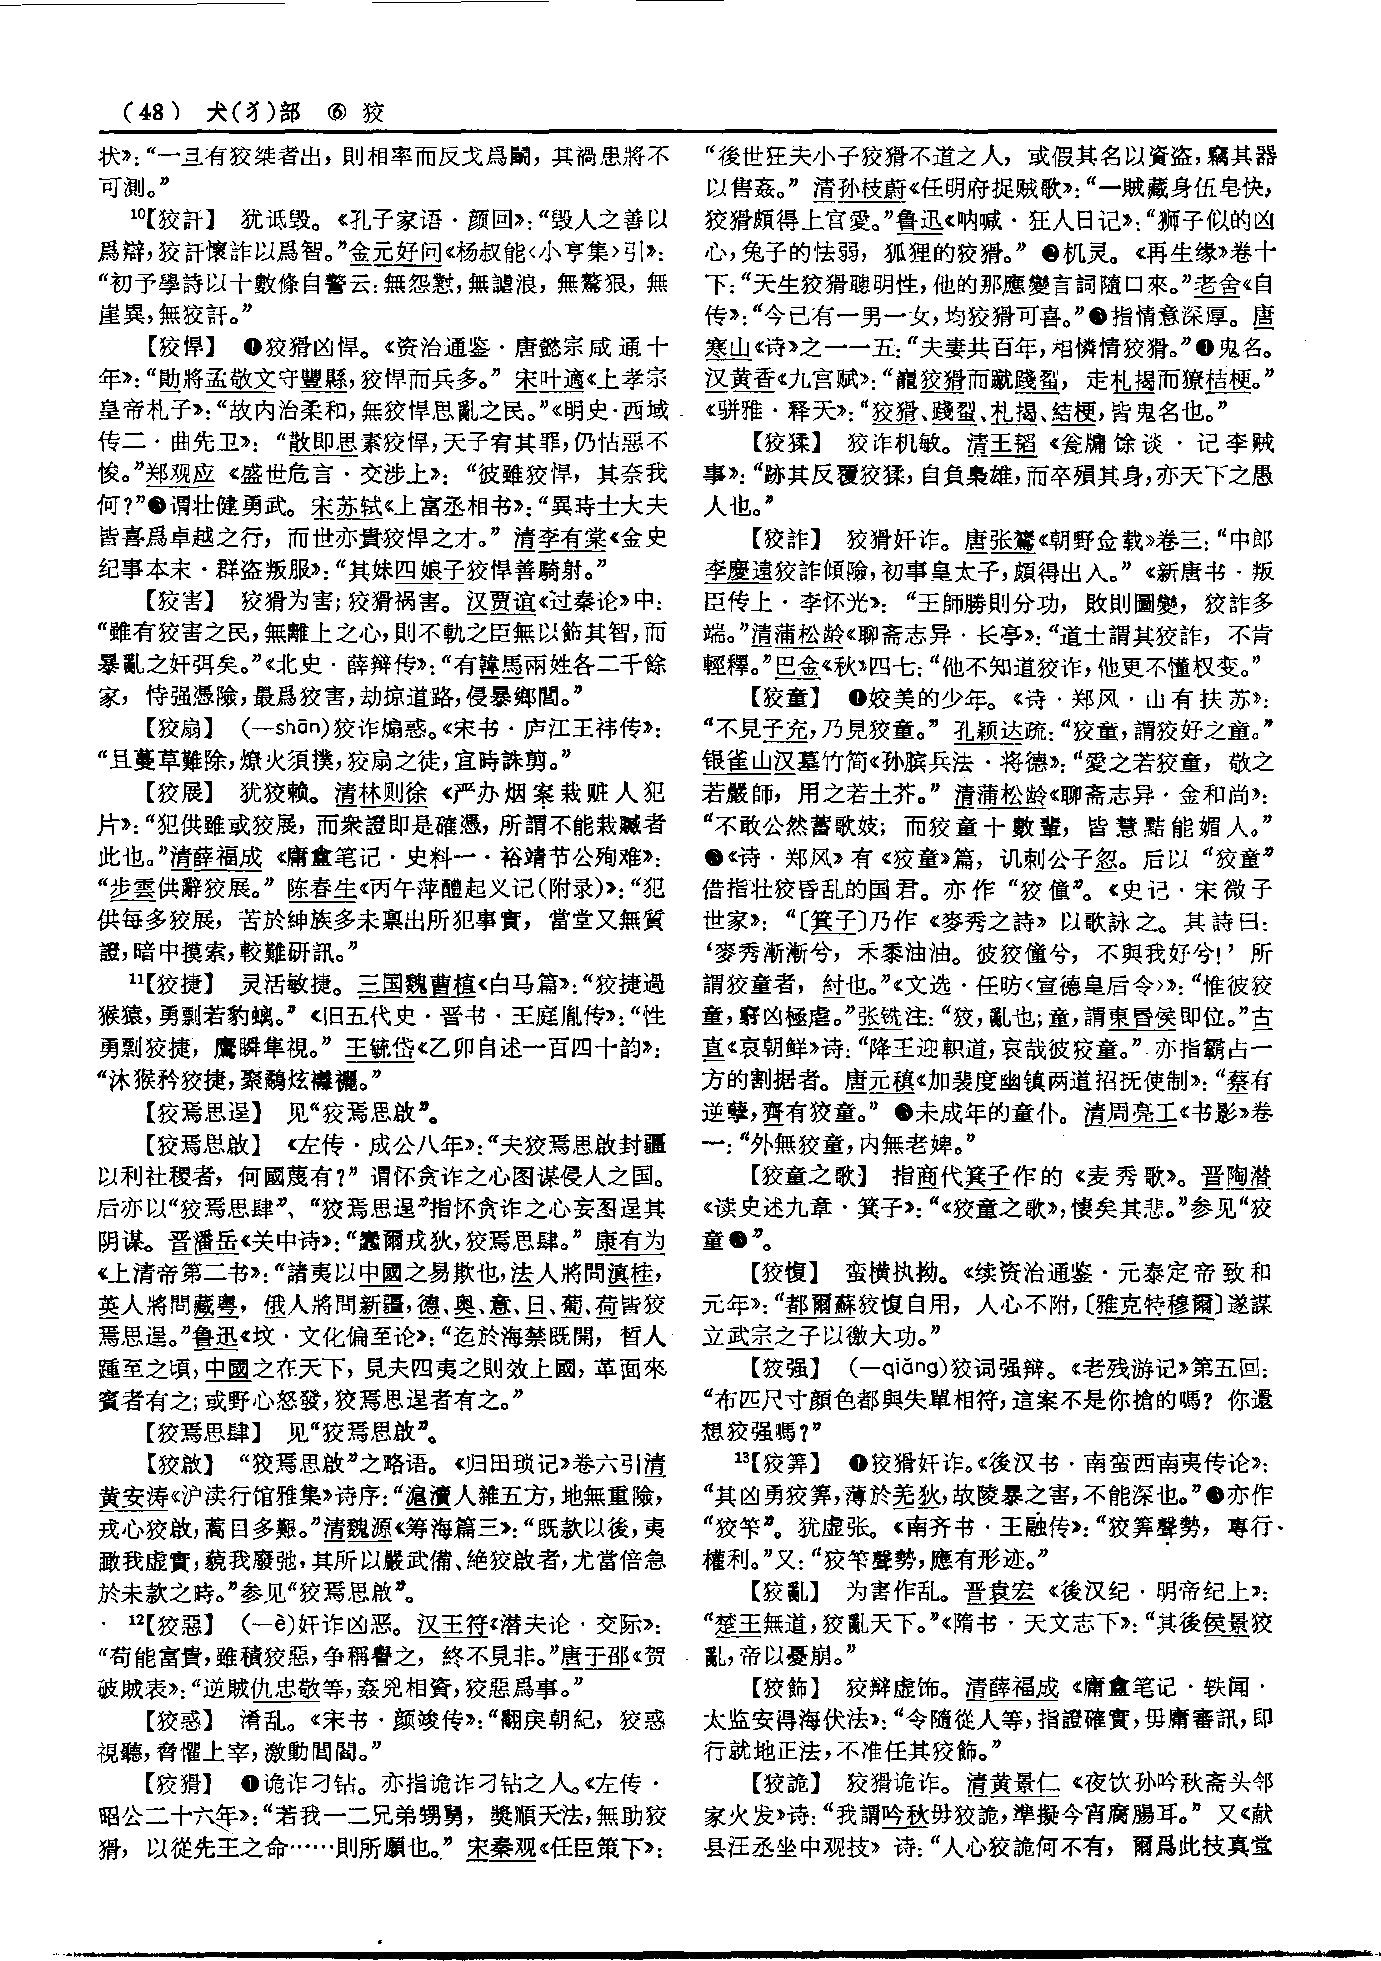 （48） 犬(犭)部 ⑥ 狡
状》：“一旦有狡桀者出，則相率而反戈爲鬭，其禍患將不
可測。”
10【狡訐】 犹诋毁。《孔子家语·颜回》：“毁人之善以
爲辯，狡訐懷詐以爲智。”金元好问《杨叔能〈小亨集〉引》：
“初予學詩以十數條自警云：無怨懟，無謔浪，無驁狠，無
崖異，無狡訐。”
【狡悍】 ❶狡猾凶悍。《资治通鉴·唐懿宗咸通十
年》：“勛將孟敬文守豐縣，狡悍而兵多。”宋叶適《上孝宗
皇帝札子》：“故内治柔和，無狡悍思亂之民。”《明史·西域
传二·曲先卫》：“散即思素狡悍，天子宥其罪，仍怙惡不
悛。”郑观应《盛世危言·交涉上》：“彼雖狡悍，其奈我
何？”❷谓壮健勇武。宋苏轼《上富丞相书》：“異時士大夫
皆喜爲卓越之行，而世亦貴狡悍之才。”清李有棠《金史
纪事本末·群盗叛服》：“其妹四娘子狡悍善騎射。”
【狡害】 狡猾为害；狡猾祸害。汉贾谊《过秦论》中：
“雖有狡害之民，無離上之心，則不軌之臣無以節其智，而
暴亂之奸弭矣。”《北史·薛辩传》：“有韓馬兩姓各二千餘
家，恃强憑險，最爲狡害，劫掠道路，侵暴鄉閭。”
【狡扇】 (—shān)狡诈煽惑。《宋书·庐江王袆传》：
“且蔓草難除，燎火須撲，狡扇之徒，宜時誅剪。”
【狡展】 犹狡赖。清林则徐《严办烟案栽赃人犯
片》：“犯供雖或狡展，而衆證即是確憑，所謂不能栽贜者
此也。”清薛福成《庸盦笔记·史料一·裕靖节公殉难》：
“步雲供辭狡展。”陈春生《丙午萍醴起义记(附录)》：“犯
供每多狡展，苦於紳族多未禀出所犯事實，當堂又無質
證，暗中摸索，較難研訊。”
11【狡捷】 灵活敏捷。三国魏曹植《白马篇》：“狡捷過
猴猿，勇剽若豹螭。”《旧五代史·晋书·王庭胤传》：“性
勇剽狡捷，鷹瞬隼視。”王毓岱《乙卯自述一百四十韵》：
“沐猴矜狡捷，聚鷸炫褵褷。”
【狡焉思逞】 见“狡焉思啟”。
【狡焉思啟】 《左传·成公八年》：“夫狡焉思啟封疆
以利社稷者，何國蔑有？”谓怀贪诈之心图谋侵人之国。
后亦以“狡焉思肆”、“狡焉思逞”指怀贪诈之心妄图逞其
阴谋。晋潘岳《关中诗》：“蠢爾戎狄，狡焉思肆。”康有为
《上清帝第二书》：“諸夷以中國之易欺也，法人將問滇桂，
英人將問藏粤，俄人將問新疆，德、奥、意、日、葡、荷皆狡
焉思逞。”鲁迅《坟·文化偏至论》：“迄於海禁既開，皙人
踵至之頃，中國之在天下，見夫四夷之則效上國，革面來
賓者有之；或野心怒發，狡焉思逞者有之。”
【狡焉思肆】 见“狡焉思啟”。
【狡啟】 “狡焉思啟”之略语。《归田琐记》卷六引清
黄安涛《沪渎行馆雅集》诗序：“滬瀆人雜五方，地無重險，
戎心狡啟，蒿目多艱。”清魏源《筹海篇三》：“既款以後，夷
瞰我虚實，藐我廢弛，其所以嚴武備、絶狡啟者，尤當倍急
於未款之時。”参见“狡焉思啟”。
12【狡惡】 (—è)奸诈凶恶。汉王符《潜夫论·交际》：
“苟能富貴，雖積狡惡，争稱譽之，終不見非。”唐于邵《贺
破贼表》：“逆賊仇忠敬等，姦兇相資，狡惡爲事。”
【狡惑】 淆乱。《宋书·颜竣传》：“翻戾朝紀，狡惑
視聽，脅懼上宰，激動閭閻。”
【狡猾】 ❶诡诈刁钻。亦指诡诈刁钻之人。《左传·
昭公二十六年》：“若我一二兄弟甥舅，獎順天法，無助狡
猾，以從先王之命……則所願也。”宋秦观《任臣策下》：
“後世狂夫小子狡猾不道之人，或假其名以資盗，竊其器
以售姦。”清孙枝蔚《任明府捉贼歌》：“一賊藏身伍皂快，
狡猾頗得上官愛。”鲁迅《呐喊·狂人日记》：“狮子似的凶
心，兔子的怯弱，狐狸的狡猾。”❷机灵。《再生缘》卷十
下：“天生狡猾聰明性，他的那應變言詞隨口來。”老舍《自
传》：“今已有一男一女，均狡猾可喜。”❸指情意深厚。唐
寒山《诗》之一一五：“夫妻共百年，相憐情狡猾。”❹鬼名。
汉黄香《九宫赋》：“龍狡猾而蹴踐跫，走札揭而獠桔梗。”
《骈雅·释天》：“狡猾、踐跫、札揭、结梗，皆鬼名也。”
【狡猱】 狡诈机敏。清王韬《瓮牖馀谈·记李贼
事》：“跡其反覆狡猱，自負梟雄，而卒殞其身，亦天下之愚
人也。”
【狡詐】 狡猾奸诈。唐张鷟《朝野佥载》卷三：“中郎
李慶遠狡詐傾險，初事皇太子，頗得出入。”《新唐书·叛
臣传上·李怀光》：“王師勝則分功，敗則圖變，狡詐多
端。”清蒲松龄《聊斋志异·长亭》：“道士謂其狡詐，不肯
輕釋。”巴金《秋》四七：“他不知道狡诈，他更不懂权变。”
【狡童】 ❶姣美的少年。《诗·郑风·山有扶苏》：
“不見子充，乃見狡童。”孔颖达疏：“狡童，謂狡好之童。”
银雀山汉墓竹简《孙膑兵法·将德》：“愛之若狡童，敬之
若嚴師，用之若土芥。”清蒲松龄《聊斋志异·金和尚》：
“不敢公然蓄歌妓；而狡童十數輩，皆慧黠能媚人。”
❷《诗·郑风》有《狡童》篇，讥刺公子忽。后以“狡童”
借指壮狡昏乱的国君。亦作“狡僮”。《史记·宋微子
世家》：“〔箕子〕乃作《麥秀之詩》以歌詠之。其詩曰：
‘麥秀漸漸兮，禾黍油油。彼狡僮兮，不與我好兮！’所
謂狡童者，紂也。”《文选·任昉〈宣德皇后令〉》：“惟彼狡
童，窮凶極虐。”张铣注：“狡，亂也；童，謂東昏侯即位。”古
直《哀朝鲜》诗：“降王迎軹道，哀哉彼狡童。”亦指霸占一
方的割据者。唐元稹《加裴度幽镇两道招抚使制》：“蔡有
逆孽，齊有狡童。”❸未成年的童仆。清周亮工《书影》卷
一：“外無狡童，内無老婢。”
【狡童之歌】 指商代箕子作的《麦秀歌》。晋陶潜
《读史述九章·箕子》：“《狡童之歌》，悽矣其悲。”参见“狡
童❷”。
【狡愎】 蛮横执拗。《续资治通鉴·元泰定帝致和
元年》：“都爾蘇狡愎自用，人心不附，〔雅克特穆爾〕遂謀
立武宗之子以徼大功。”
【狡强】 (—qiǎng)狡词强辩。《老残游记》第五回：
“布匹尺寸顔色都與失單相符，這案不是你搶的嗎？你還
想狡强嗎？”
13【狡筭】 ❶狡猾奸诈。《後汉书·南蛮西南夷传论》：
“其凶勇狡筭，薄於羌狄，故陵暴之害，不能深也。”❷亦作
“狡筰”。犹虚张。《南齐书·王融传》：“狡筭聲勢，專行
權利。”又：“狡筰聲勢，應有形迹。”
【狡亂】 为害作乱。晋袁宏《後汉纪·明帝纪上》：
“楚王無道，狡亂天下。”《隋书·天文志下》：“其後侯景狡
亂，帝以憂崩。”
【狡飾】 狡辩虚饰。清薛福成《庸盦笔记·轶闻·
太监安得海伏法》：“令隨從人等，指證確實，毋庸審訊，即
行就地正法，不准任其狡飾。”
【狡詭】 狡猾诡诈。清黄景仁《夜饮孙吟秋斋头邻
家火发》诗：“我謂吟秋毋狡詭，準擬今宵腐腸耳。”又《献
县汪丞坐中观技》诗：“人心狡詭何不有，爾爲此技真堂